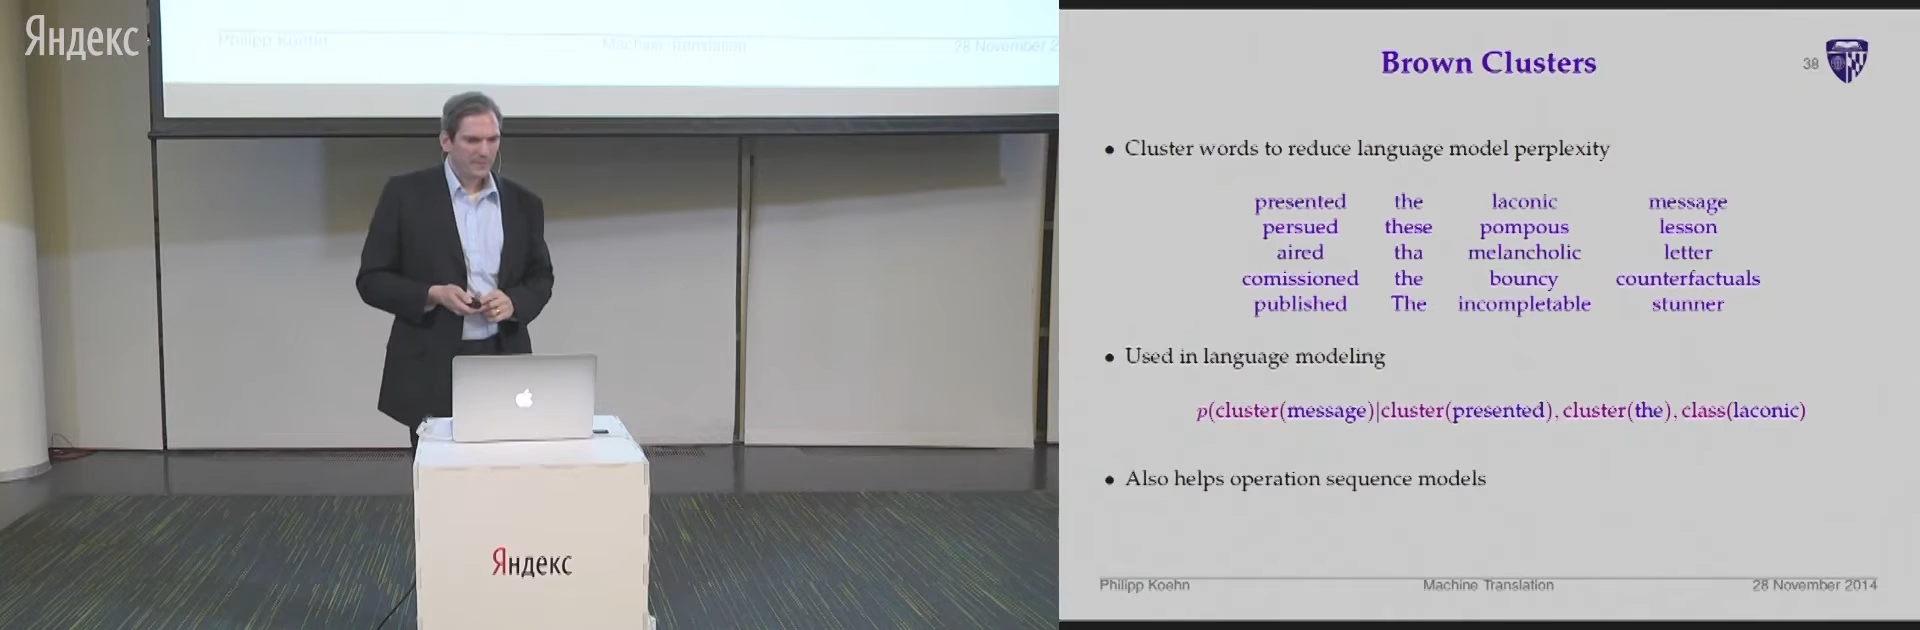 Яндекс
Philipp Koehn Machine Translation 28 November 2
Яндекс
Brown Clusters
38
• Cluster words to reduce language model perplexity
presented the laconic message
persued these pompous lesson
aired tha melancholic letter
comissioned the bouncy counterfactuals
published The incompletable stunner
• Used in language modeling
p(cluster(message)|cluster(presented), cluster(the), class(laconic)
• Also helps operation sequence models
Philipp Koehn Machine Translation 28 November 2014